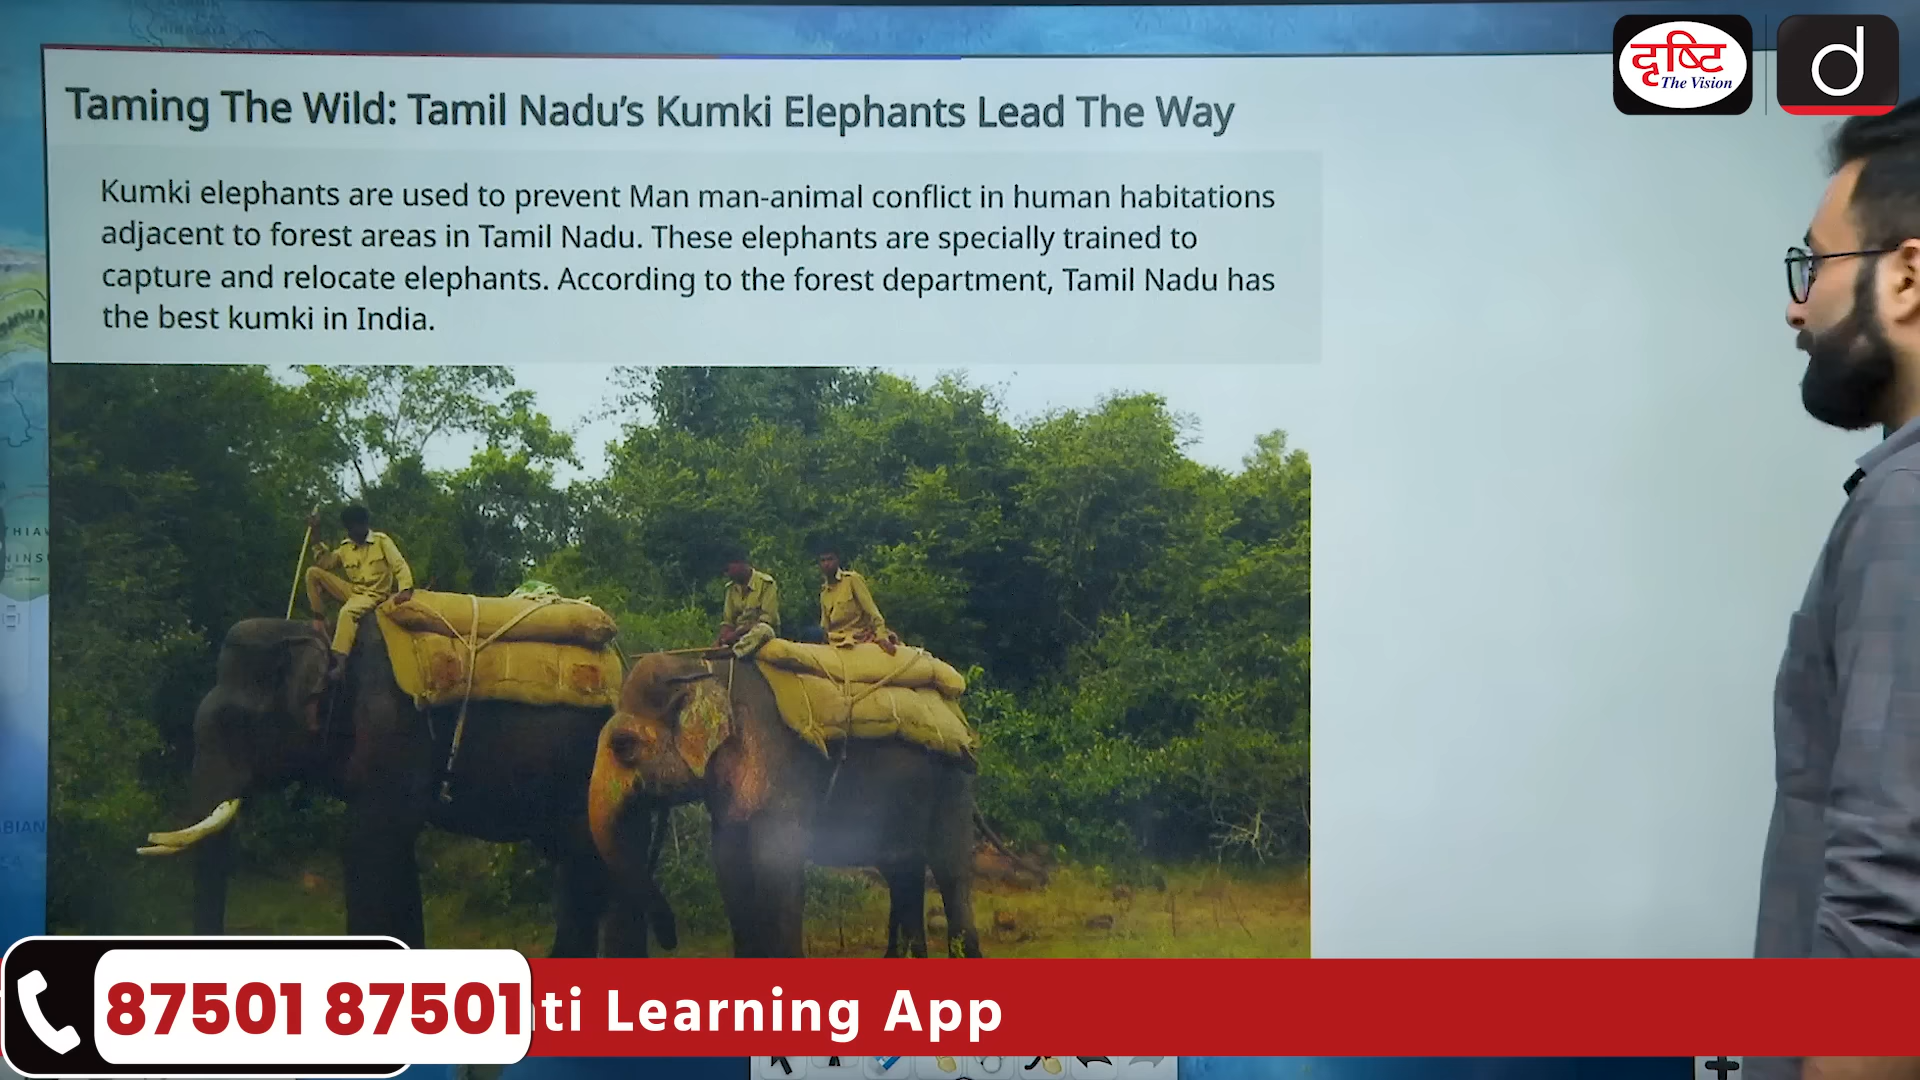 दृष्टि
The Vision
d
Taming The Wild: Tamil Nadu's Kumki Elephants Lead The Way
Kumki elephants are used to prevent Man man-animal conflict in human habitations
adjacent to forest areas in Tamil Nadu. These elephants are specially trained to
capture and relocate elephants. According to the forest department, Tamil Nadu has
the best kumki in India.
87501 87501
ti Learning App